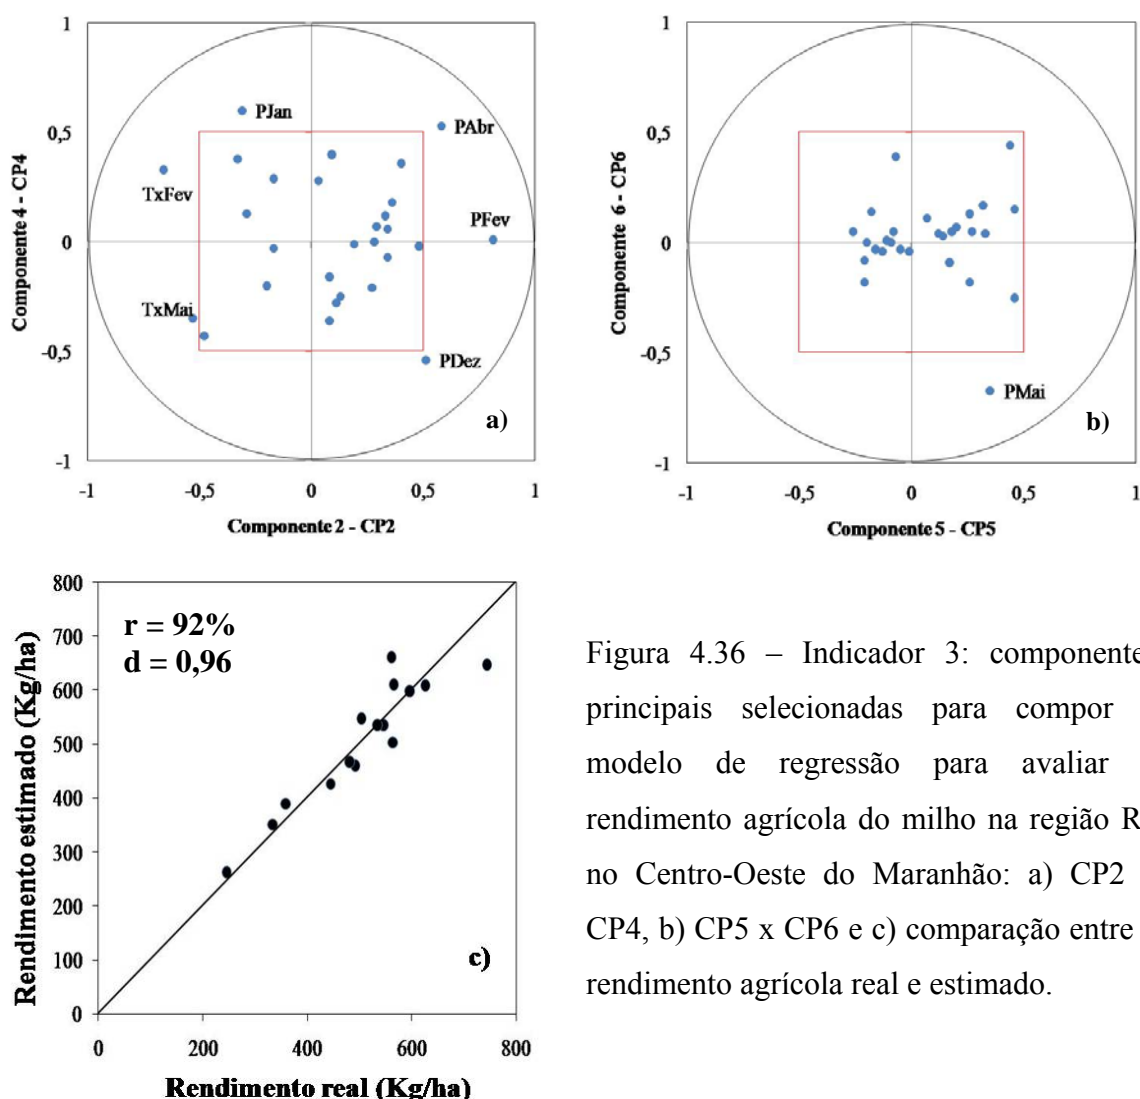 1
0,5
0
-0,5
-1
-1
-0,5
0
0,5
1
Componente 4 - CP4
Componente 2 - CP2
PJan
PAbr
TxFev
PFev
TxMai
PDez
a)
1
0,5
0
-0,5
-1
-1
-0,5
0
0,5
1
Componente 6 - CP6
Componente 5 - CP5
PMai
b)
800
700
600
500
400
300
200
100
0
0
200
400
600
800
r = 92%
d = 0,96
c)
Rendimento estimado (Kg/ha)
Rendimento real (Kg/ha)
Figura 4.36 – Indicador 3: componente
principais selecionadas para compor
modelo de regressão para avaliar
rendimento agrícola do milho na região R
no Centro-Oeste do Maranhão: a) CP2
CP4, b) CP5 x CP6 e c) comparação entre
rendimento agrícola real e estimado.